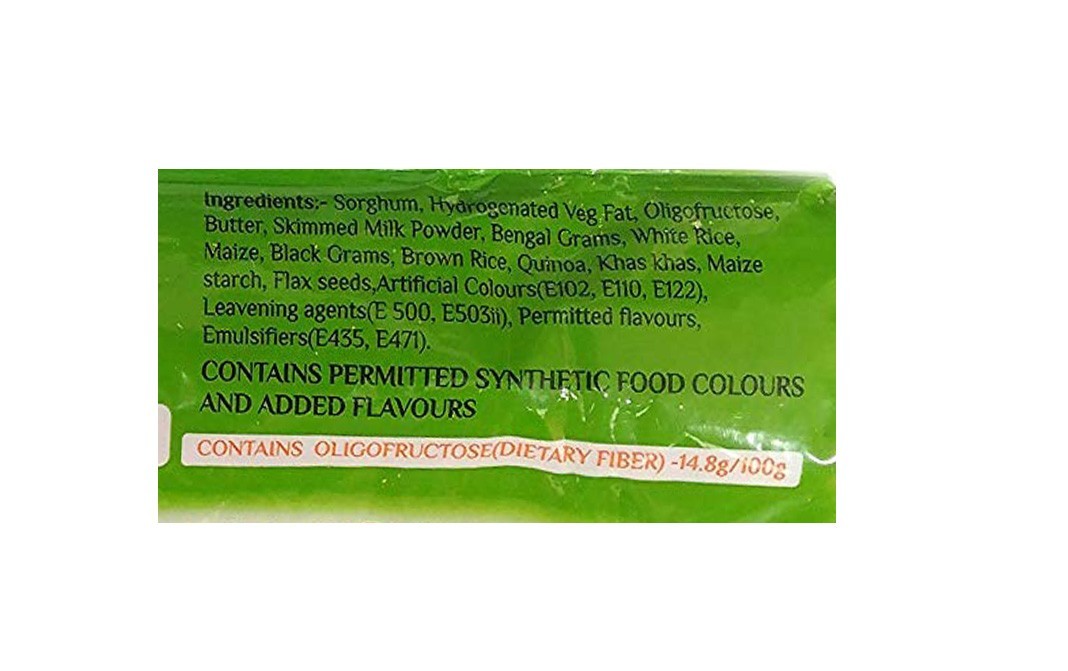 Ingredients:- Sorghum, Hydrogenated Veg Fat, Oligofructose,
Butter, Skimmed Milk Powder, Bengal Grams, White Rice,
Maize, Black Grams, Brown Rice, Quinoa, Khas khas, Maize
starch, Flax seeds,Artificial Colours(E102, E110, E122),
Leavening agents(E 500, E503ii), Permitted flavours,
Emulsifiers(E435, E471).
CONTAINS PERMITTED SYNTHETIC FOOD COLOURS
AND ADDED FLAVOURS
CONTAINS OLIGOFRUCTOSE(DIETARY FIBER) -14.8g/100g